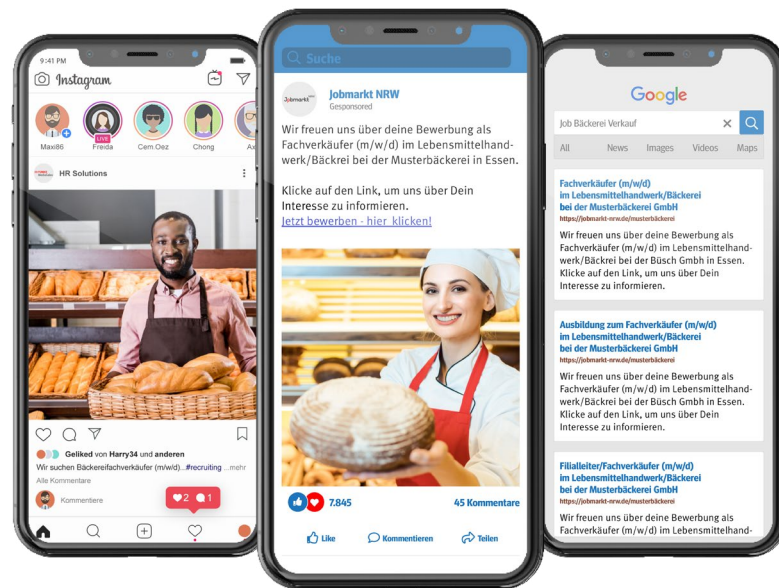 9:41 PM
Instagram
Maxi86
LIVE
Freida
Cem.Oez
Chong
Ax
HR Solutions
Geliked von Harry34 und anderen
Wir suchen Bäckereifachverkäufer (m/w/d)...#recruiting ...mehr
Alle Kommentare
Kommentiere
2 1
Suche
Jobmarkt
Jobmarkt NRW
Gesponsored
Wir freuen uns über deine Bewerbung als
Fachverkäufer (m/w/d) im Lebensmittelhand-
werk/Bäckrei bei der Musterbäckerei in Essen.
Klicke auf den Link, um uns über Dein
Interesse zu informieren.
Jetzt bewerben - hier klicken!
7.845
45 Kommentare
Like
Kommentieren
Teilen
Google
Job Bäckerei Verkauf
All News Images Videos Maps
Fachverkäufer (m/w/d)
im Lebensmittelhandwerk/Bäckerei
bei der Musterbäckerei GmbH
https://jobmarkt-nrw.de/musterbäckerei
Wir freuen uns über deine Bewerbung als
Fachverkäufer (m/w/d) im Lebensmittelhand-
werk/Bäckrei bei der Büsch Gmbh in Essen.
Klicke auf den Link, um uns über Dein
Interesse zu informieren.
Ausbildung zum Fachverkäufer (m/w/d)
im Lebensmittelhandwerk/Bäckerei
bei der Musterbäckerei GmbH
https://jobmarkt-nrw.de/musterbäckerei
Wir freuen uns über deine Bewerbung als
Fachverkäufer (m/w/d) im Lebensmittelhand-
werk/Bäckrei bei der Büsch Gmbh in Essen.
Klicke auf den Link, um uns über Dein
Interesse zu informieren.
Filialleiter/Fachverkäufer (m/w/d)
im Lebensmittelhandwerk/Bäckerei
bei der Musterbäckerei GmbH
https://jobmarkt-nrw.de/musterbäckerei
Wir freuen uns über deine Bewerbung als
Fachverkäufer (m/w/d) im Lebensmittelhand-